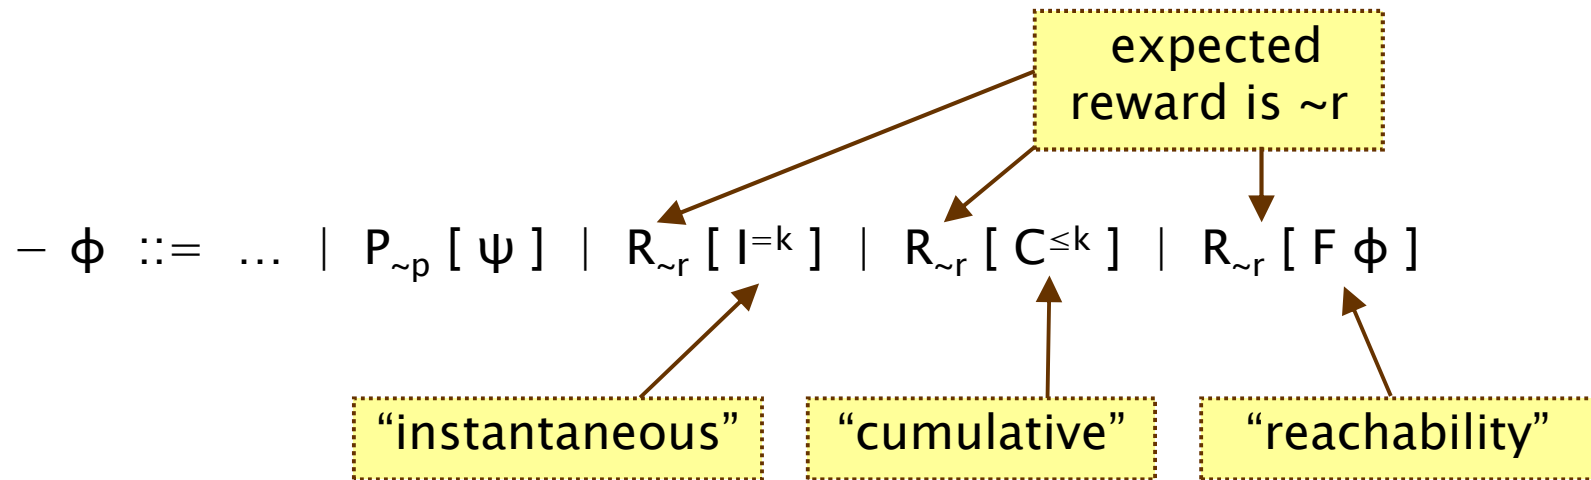 expected
reward is ~r
– ϕ ::= … | P~p [ ψ ] | R~r [ I=k ] | R~r [ C≤k ] | R~r [ F ϕ ]
“instantaneous” “cumulative” “reachability”